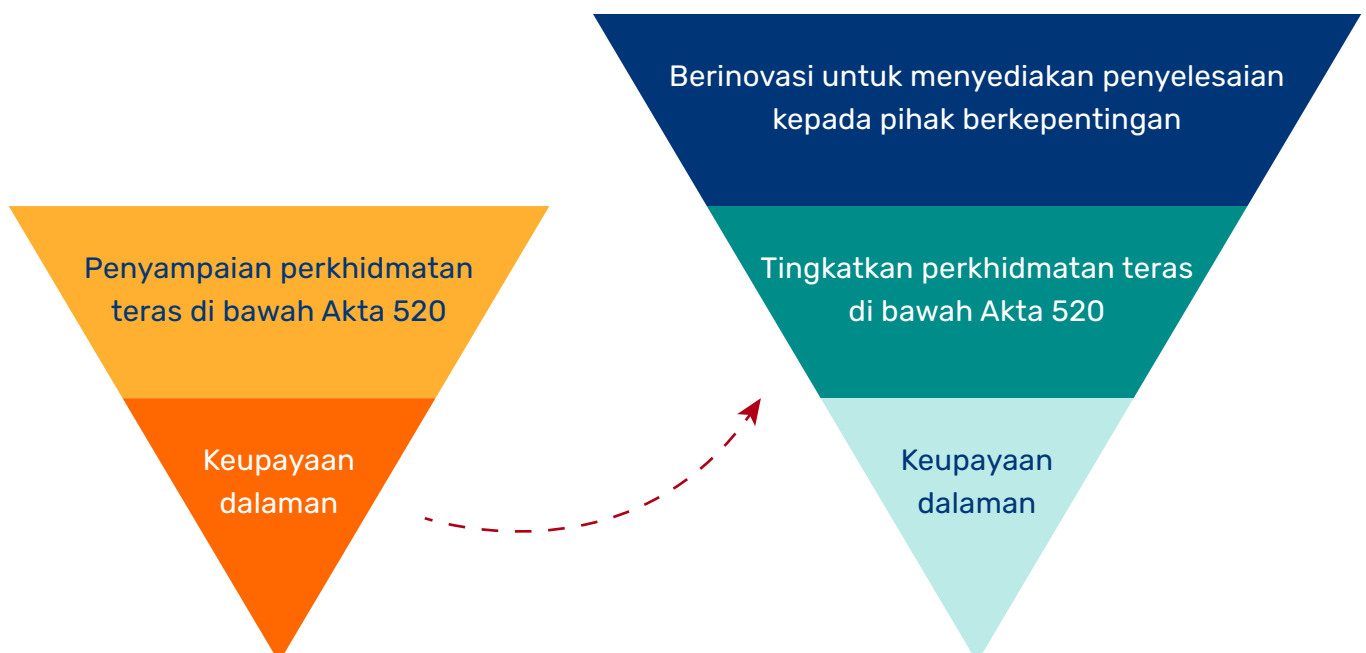 Penyampaian perkhidmatan
teras di bawah Akta 520
Keupayaan
dalaman
Berinovasi untuk menyediakan penyelesaian
kepada pihak berkepentingan
Tingkatkan perkhidmatan teras
di bawah Akta 520
Keupayaan
dalaman